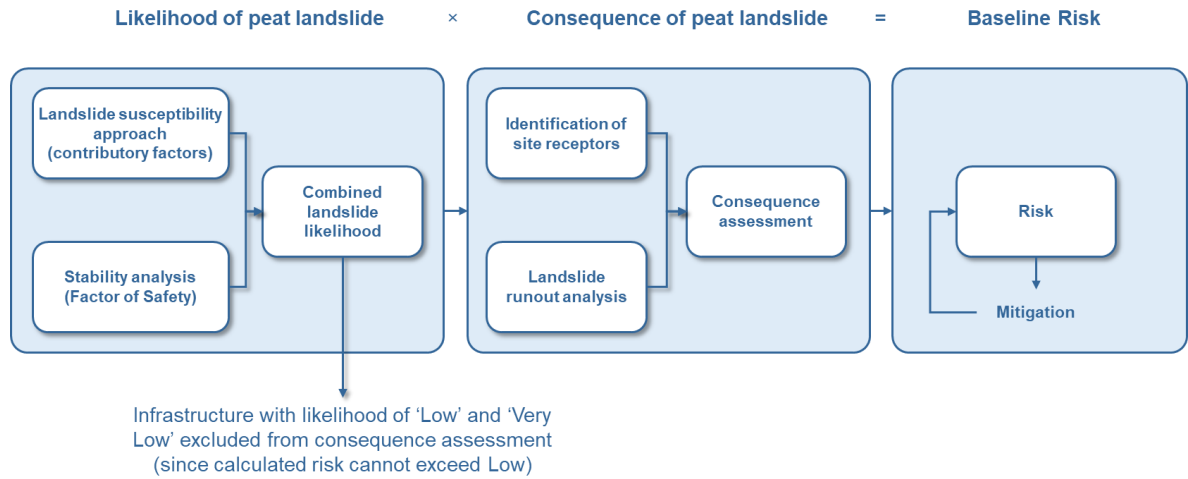 Likelihood of peat landslide × Consequence of peat landslide = Baseline Risk
Landslide susceptibility
approach
(contributory factors)
Stability analysis
(Factor of Safety)
Combined
landslide
likelihood
Identification of
site receptors
Landslide
runout analysis
Consequence
assessment
Risk
Mitigation
Infrastructure with likelihood of ‘Low’ and ‘Very
Low’ excluded from consequence assessment
(since calculated risk cannot exceed Low)